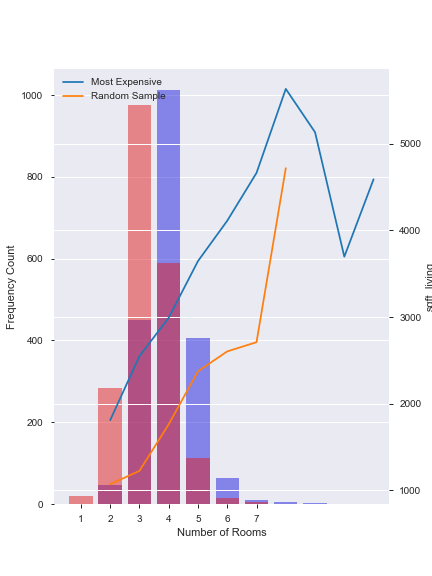 Most Expensive
Random Sample
1000
800
600
400
200
0
Frequency Count
5000
4000
3000
2000
1000
sqft_living
1 2 3 4 5 6 7
Number of Rooms